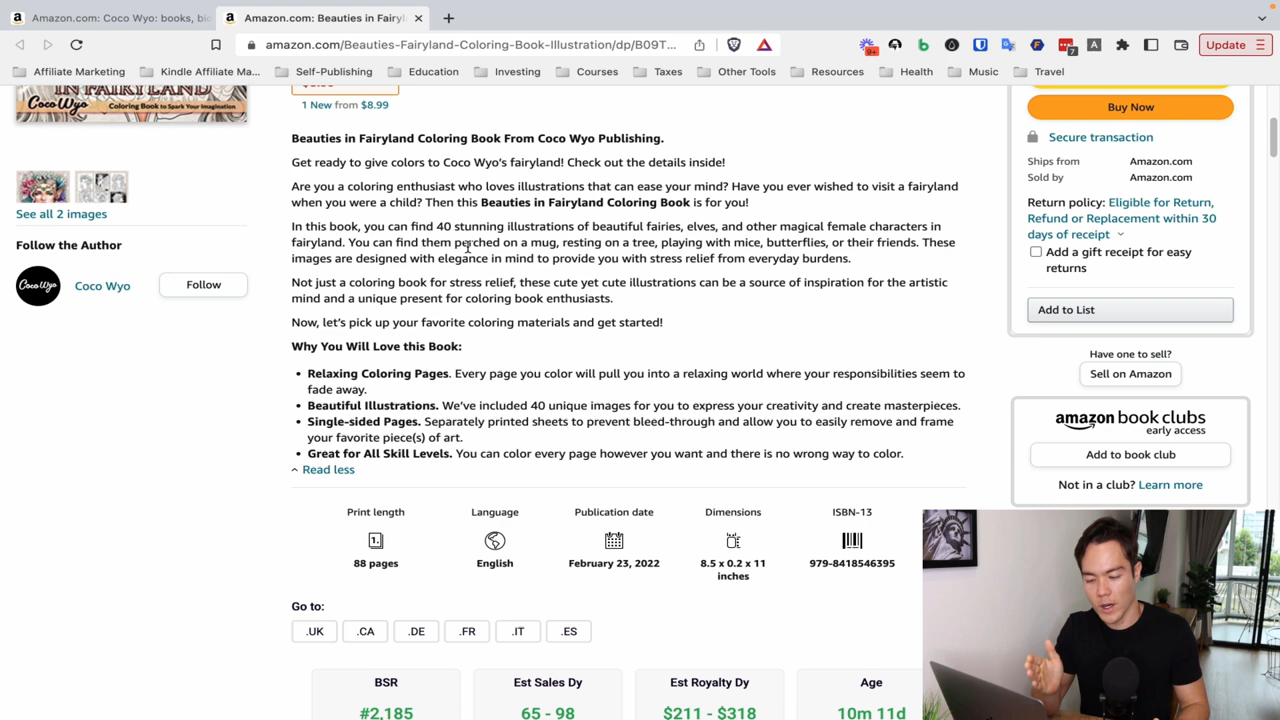 Amazon.com: Coco Wyo: books, bio
Amazon.com: Beauties in Fairyl
amazon.com/Beauties-Fairyland-Coloring-Book-Illustration/dp/B09T...
9+
7
A
Update
Affiliate Marketing
Kindle Affiliate Ma...
Self-Publishing
Education
Investing
Courses
Taxes
Other Tools
Resources
Health
Music
Travel
IN FAIRYLAND
Coco Wyo
Coloring Book to Spark Your Imagination
1 New from $8.99
Buy Now
Beauties in Fairyland Coloring Book From Coco Wyo Publishing.
Secure transaction
Get ready to give colors to Coco Wyo's fairyland! Check out the details inside!
Ships from Amazon.com
Sold by Amazon.com
Are you a coloring enthusiast who loves illustrations that can ease your mind? Have you ever wished to visit a fairyland
when you were a child? Then this Beauties in Fairyland Coloring Book is for you!
Return policy: Eligible for Return,
Refund or Replacement within 30
days of receipt
See all 2 images
In this book, you can find 40 stunning illustrations of beautiful fairies, elves, and other magical female characters in
fairyland. You can find them perched on a mug, resting on a tree, playing with mice, butterflies, or their friends. These
images are designed with elegance in mind to provide you with stress relief from everyday burdens.
Add a gift receipt for easy
returns
Follow the Author
Coco Wyo
Coco Wyo
Follow
Not just a coloring book for stress relief, these cute yet cute illustrations can be a source of inspiration for the artistic
mind and a unique present for coloring book enthusiasts.
Add to List
Now, let's pick up your favorite coloring materials and get started!
Why You Will Love this Book:
Have one to sell?
Sell on Amazon
• Relaxing Coloring Pages. Every page you color will pull you into a relaxing world where your responsibilities seem to
fade away.
• Beautiful Illustrations. We've included 40 unique images for you to express your creativity and create masterpieces.
• Single-sided Pages. Separately printed sheets to prevent bleed-through and allow you to easily remove and frame
your favorite piece(s) of art.
• Great for All Skill Levels. You can color every page however you want and there is no wrong way to color.
Read less
amazon book clubs
early access
Add to book club
Not in a club? Learn more
Print length
88 pages
Language
English
Publication date
February 23, 2022
Dimensions
8.5 x 0.2 x 11
inches
ISBN-13
979-8418546395
Go to:
.UK
.CA
.DE
.FR
.IT
.ES
BSR
#2,185
Est Sales Dy
65 - 98
Est Royalty Dy
$211 - $318
Age
10m 11d